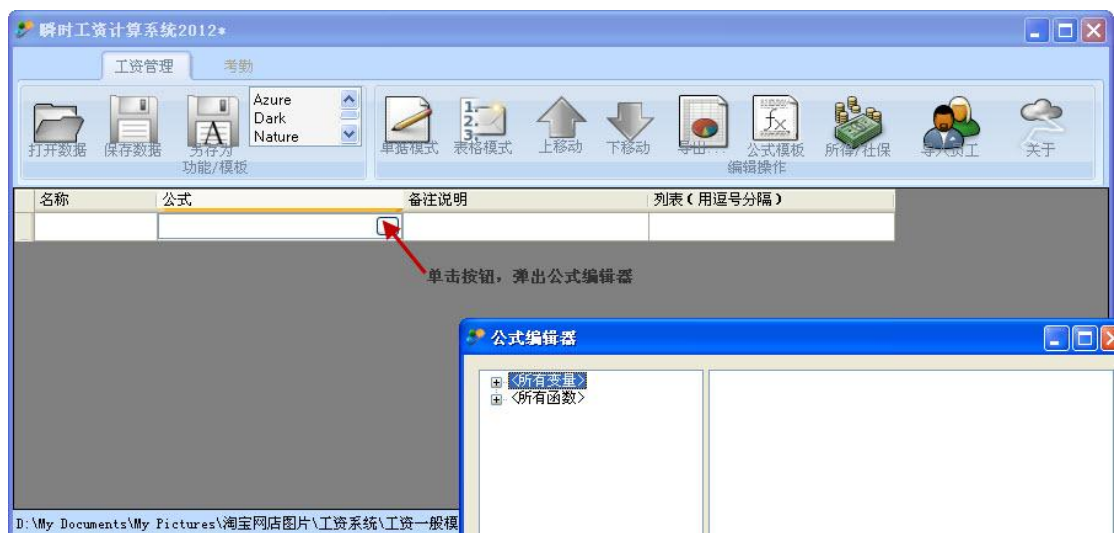 瞬时工资计算系统2012*
工资管理 考勤
Azure
Dark
Nature
打开数据 保存数据 另存为 单据模式 表格模式 上移动 下移动 导出... 公式模板 所得/社保 导入员工 关于
功能/模板 编辑操作
名称 公式 备注说明 列表(用逗号分隔)
单击按钮，弹出公式编辑器
公式编辑器
<所有变量>
<所有函数>
D:\My Documents\My Pictures\淘宝网店图片\工资系统\工资一般模